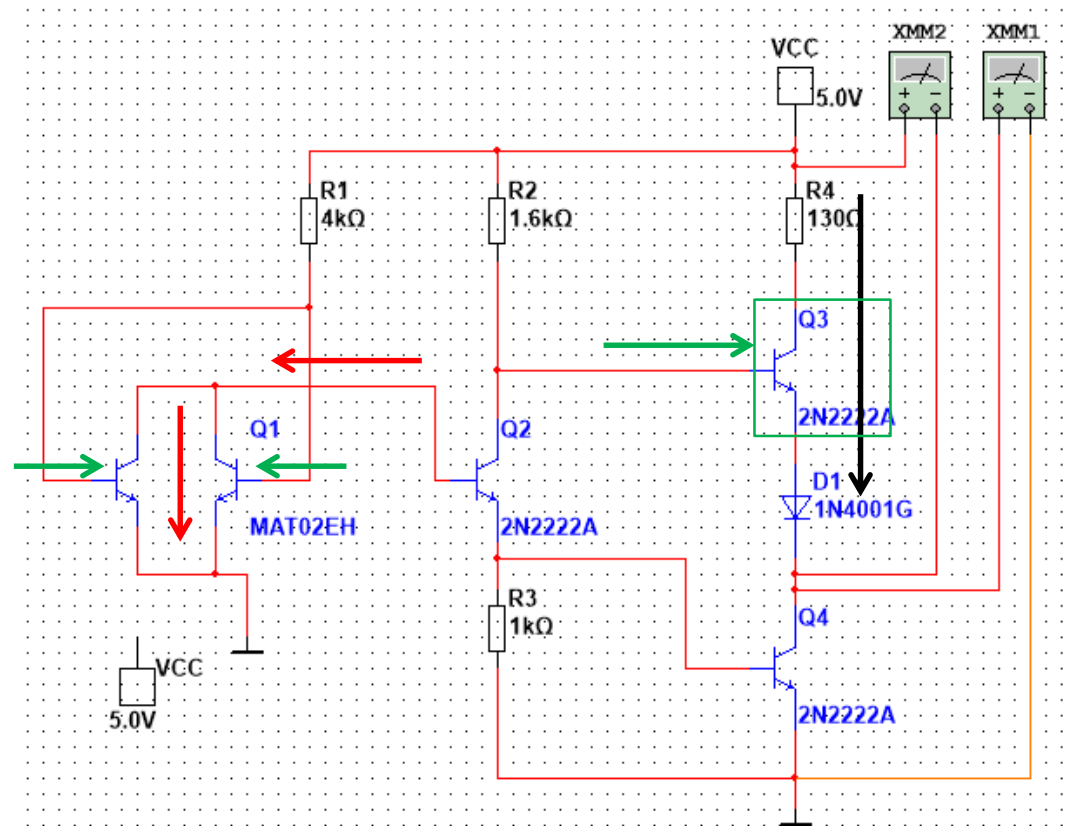 XMM2
XMM1
VCC
5.0V
+
−
+
−
R1
4kΩ
R2
1.6kΩ
R4
130Ω
Q3
2N2222A
Q1
Q2
MAT02EH
2N2222A
D1
1N4001G
R3
1kΩ
Q4
VCC
5.0V
2N2222A